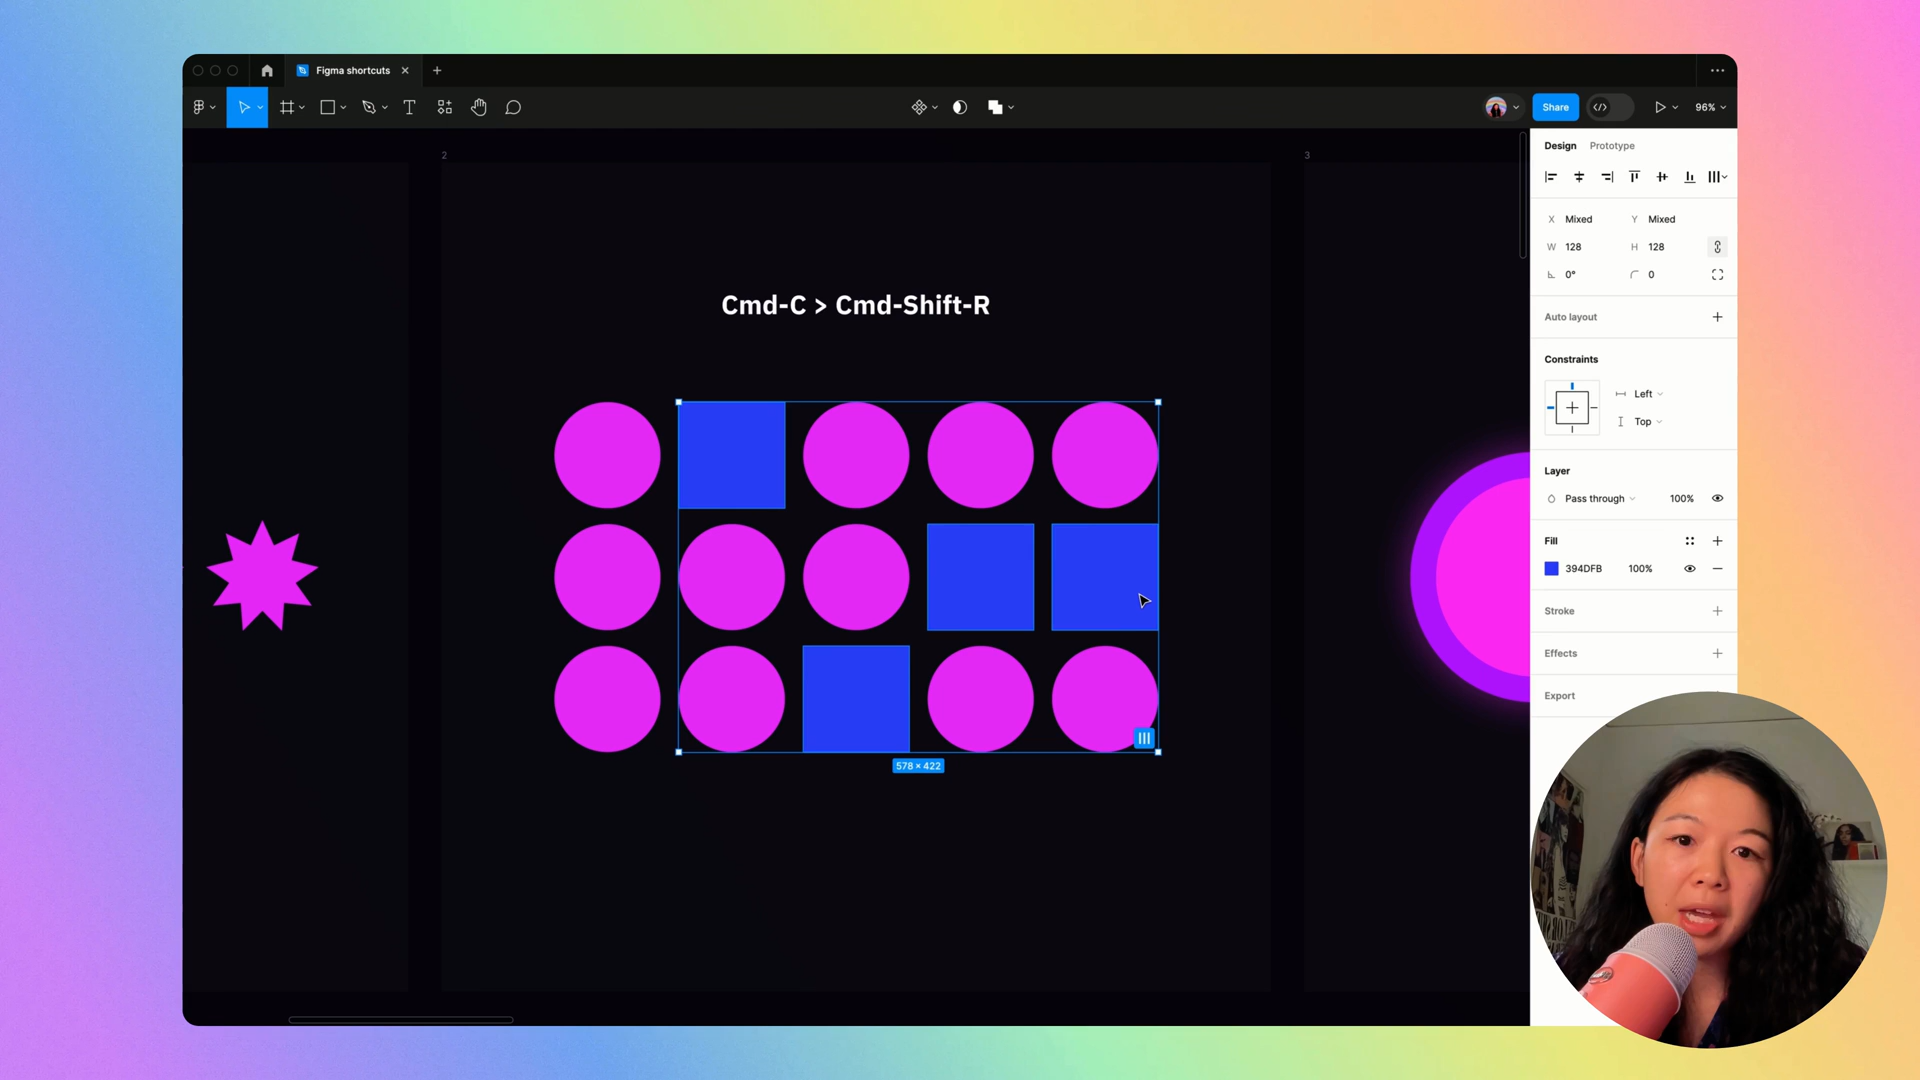 Figma shortcuts
Share
96%
2
3
Design Prototype
X Mixed Y Mixed
W 128 H 128
0° 0
Cmd-C > Cmd-Shift-R
Auto layout
Constraints
Left
Top
Layer
Pass through 100%
Fill
394DFB 100%
Stroke
Effects
Export
578 × 422